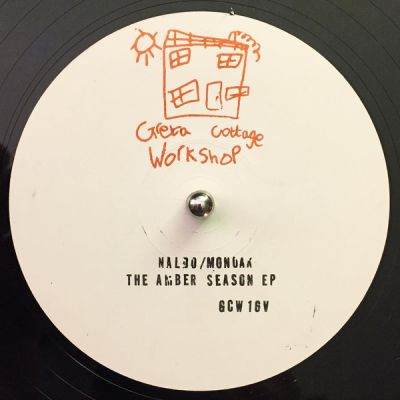 Greta Cottage
Workshop
NALBO/MONOAK
THE AMBER SEASON EP
GCW16V